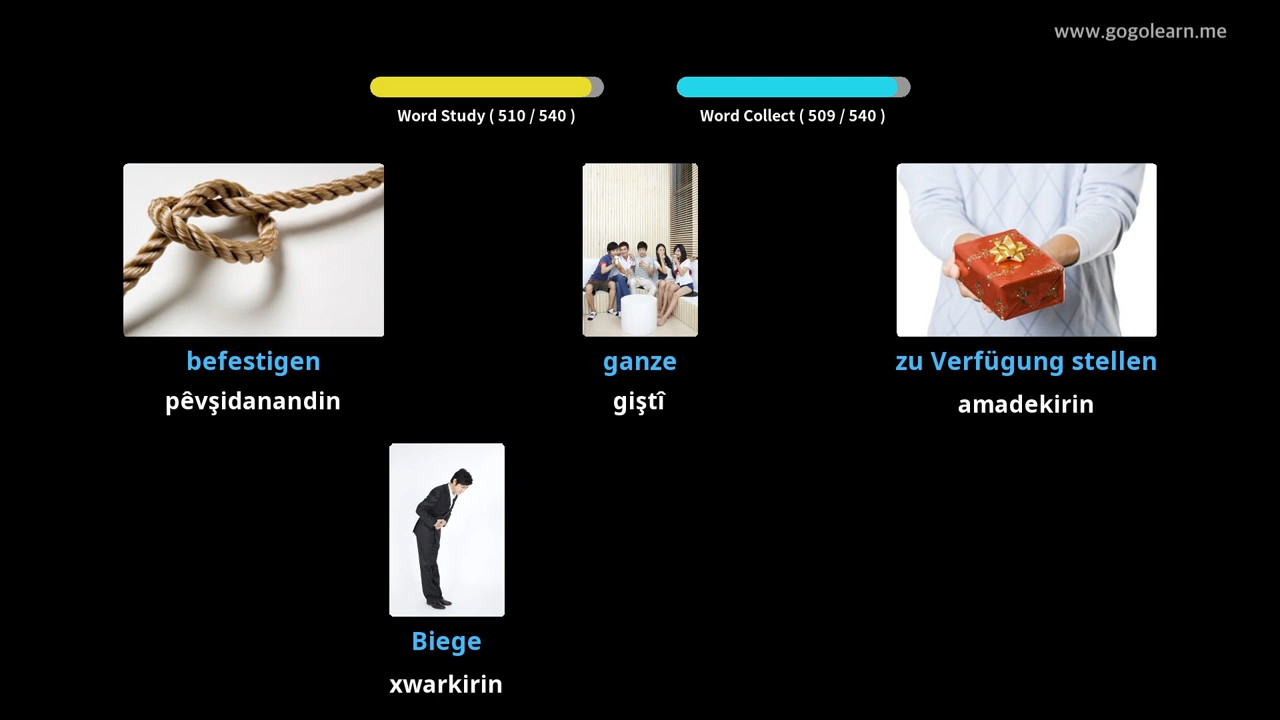 www.gogolearn.me
Word Study ( 510 / 540 )
Word Collect ( 509 / 540 )
befestigen
pêvşidanandin
ganze
giştî
zu Verfügung stellen
amadekirin
Biege
xwarkirin